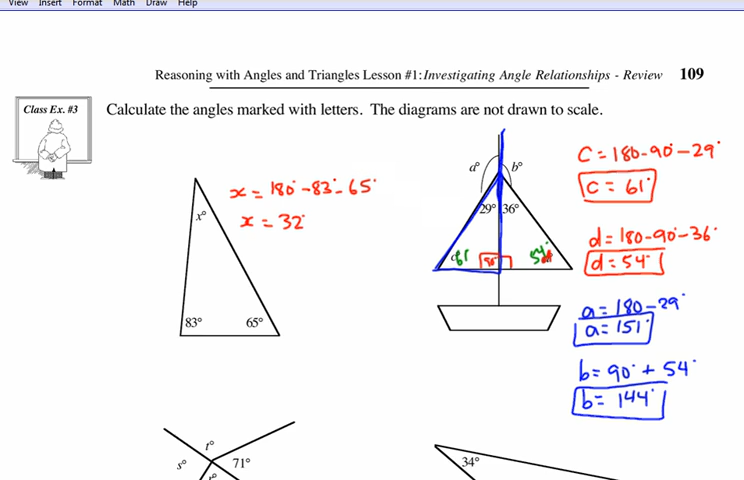 View Insert Format Math Draw Help
Reasoning with Angles and Triangles Lesson #1: Investigating Angle Relationships - Review 109
Class Ex. #3
Calculate the angles marked with letters. The diagrams are not drawn to scale.
x°
83°
65°
x = 180° - 83° - 65°
x = 32°
a°
b°
29°
36°
61
90
54°
c = 180 - 90° - 29°
c = 61°
d = 180 - 90 - 36°
d = 54°
a = 180 - 29°
a = 151°
b = 90° + 54°
b = 144°
t°
s°
71°
r°
34°